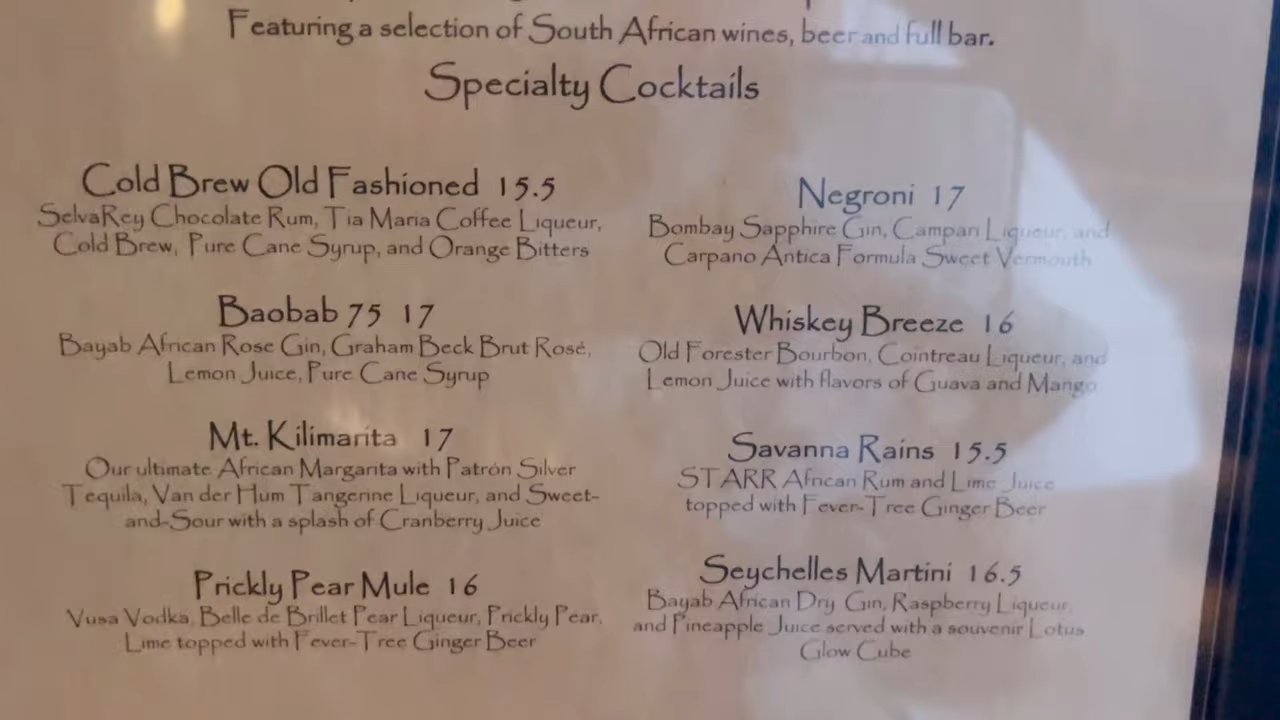 Featuring a selection of South African wines, beer and full bar.
Specialty Cocktails
Cold Brew Old Fashioned 15.5
SelvaRey Chocolate Rum, Tia Maria Coffee Liqueur,
Cold Brew, Pure Cane Syrup, and Orange Bitters
Baobab 75 17
Bayab African Rose Gin, Graham Beck Brut Rosé,
Lemon Juice, Pure Cane Syrup
Mt. Kilimarita 17
Our ultimate African Margarita with Patrón Silver
Tequila, Van der Hum Tangerine Liqueur, and Sweet-
and-Sour with a splash of Cranberry Juice
Prickly Pear Mule 16
Vusa Vodka, Belle de Brillet Pear Liqueur, Prickly Pear,
Lime topped with Fever-Tree Ginger Beer
Negroni 17
Bombay Sapphire Gin, Campari Liqueur, and
Carpano Antica Formula Sweet Vermouth
Whiskey Breeze 16
Old Forester Bourbon, Cointreau Liqueur, and
Lemon Juice with flavors of Guava and Mango
Savanna Rains 15.5
STARR African Rum and Lime Juice
topped with Fever-Tree Ginger Beer
Seychelles Martini 16.5
Bayab African Dry Gin, Raspberry Liqueur,
and Pineapple Juice served with a souvenir Lotus
Glow Cube